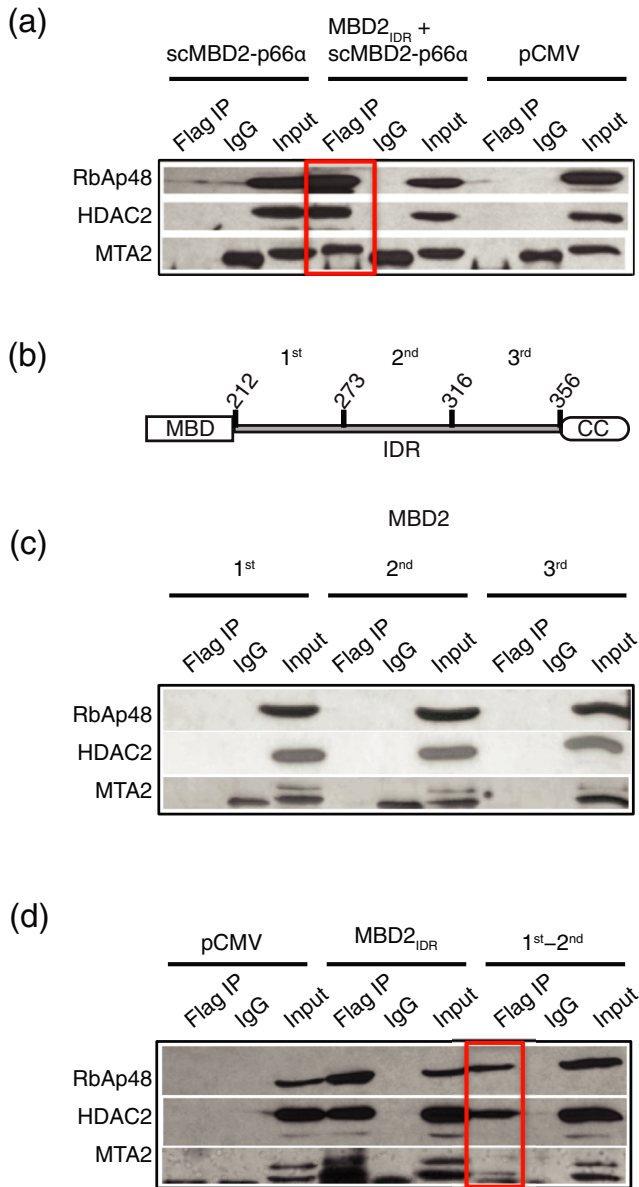 (a)
scMBD2-p66α
MBD2IDR +
scMBD2-p66α
pCMV
Flag IP IgG Input Flag IP IgG Input Flag IP IgG Input
RbAp48
HDAC2
MTA2
(b)
1st 2nd 3rd
212 273 316 356
MBD CC
IDR
(c)
MBD2
1st 2nd 3rd
Flag IP IgG Input Flag IP IgG Input Flag IP IgG Input
RbAp48
HDAC2
MTA2
(d)
pCMV MBD2IDR 1st–2nd
Flag IP IgG Input Flag IP IgG Input Flag IP IgG Input
RbAp48
HDAC2
MTA2